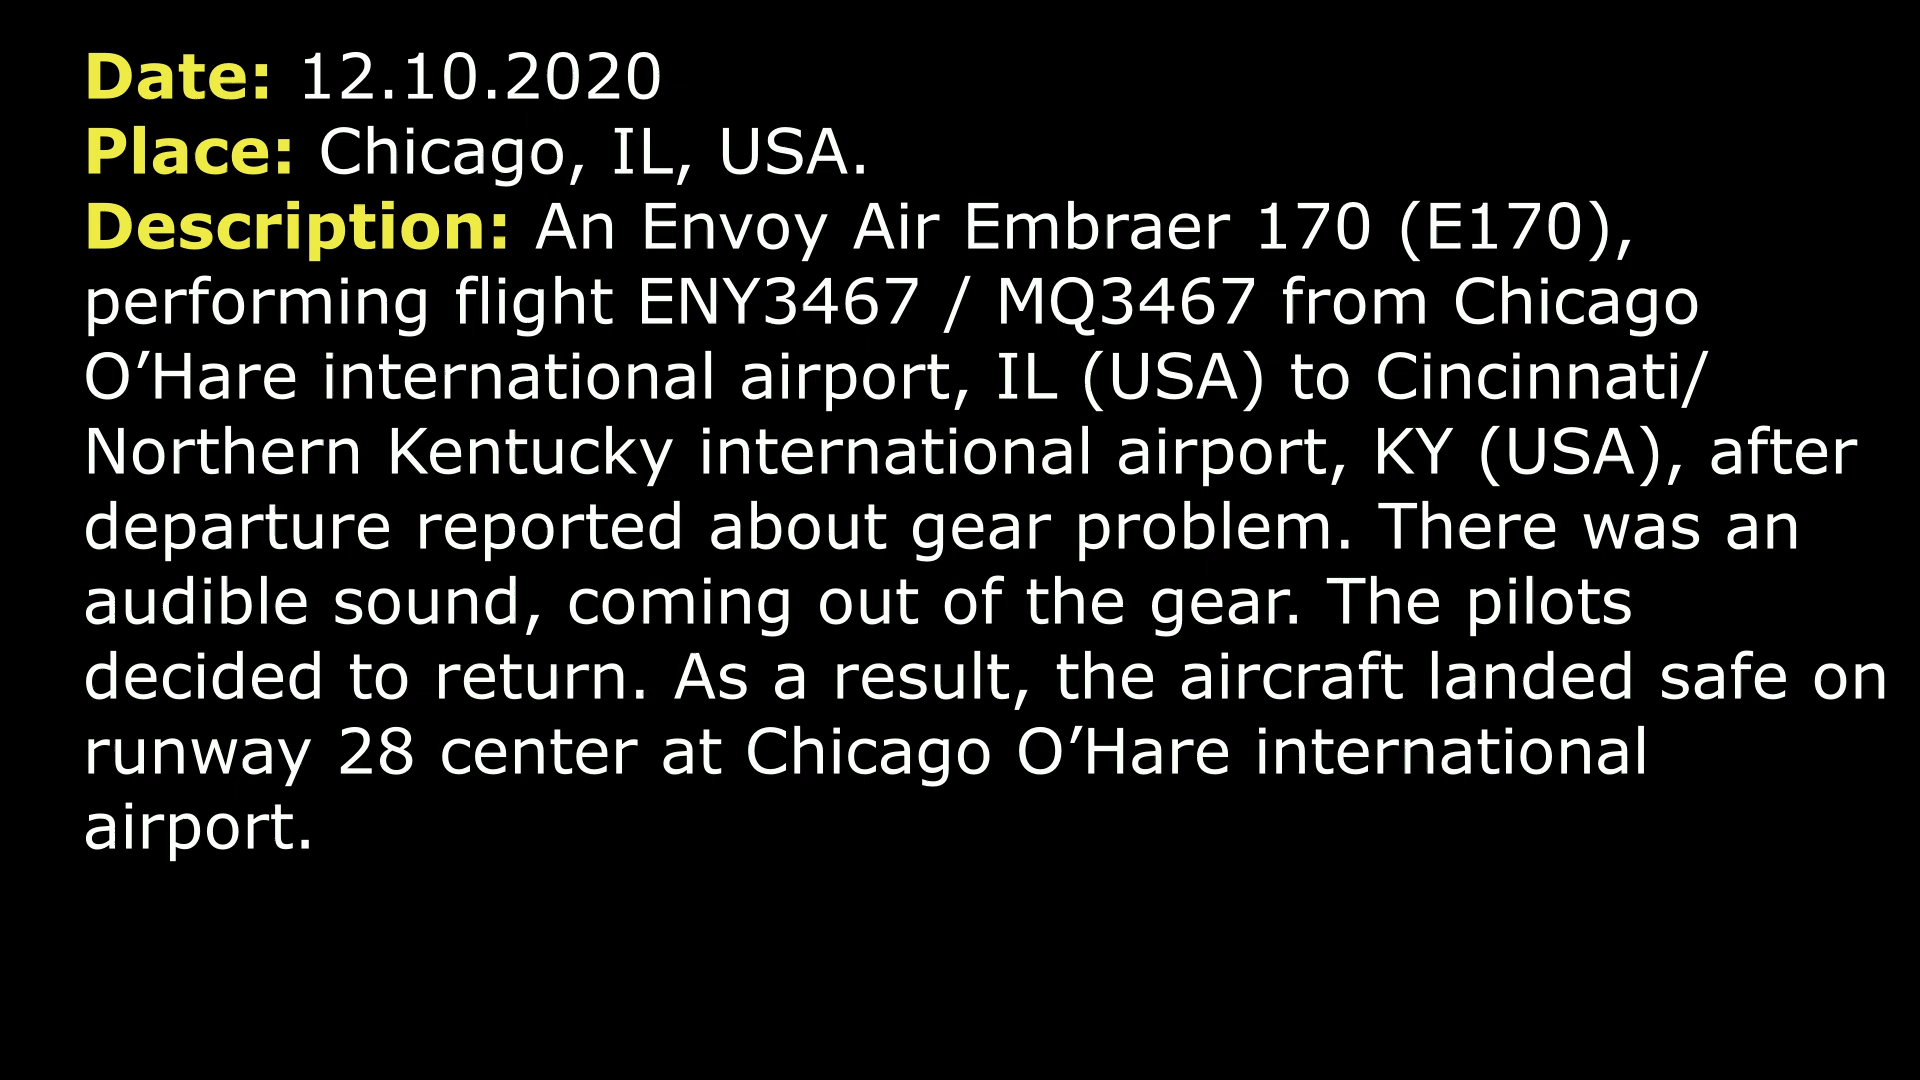 Date: 12.10.2020
Place: Chicago, IL, USA.
Description: An Envoy Air Embraer 170 (E170),
performing flight ENY3467 / MQ3467 from Chicago
O’Hare international airport, IL (USA) to Cincinnati/
Northern Kentucky international airport, KY (USA), after
departure reported about gear problem. There was an
audible sound, coming out of the gear. The pilots
decided to return. As a result, the aircraft landed safe on
runway 28 center at Chicago O’Hare international
airport.